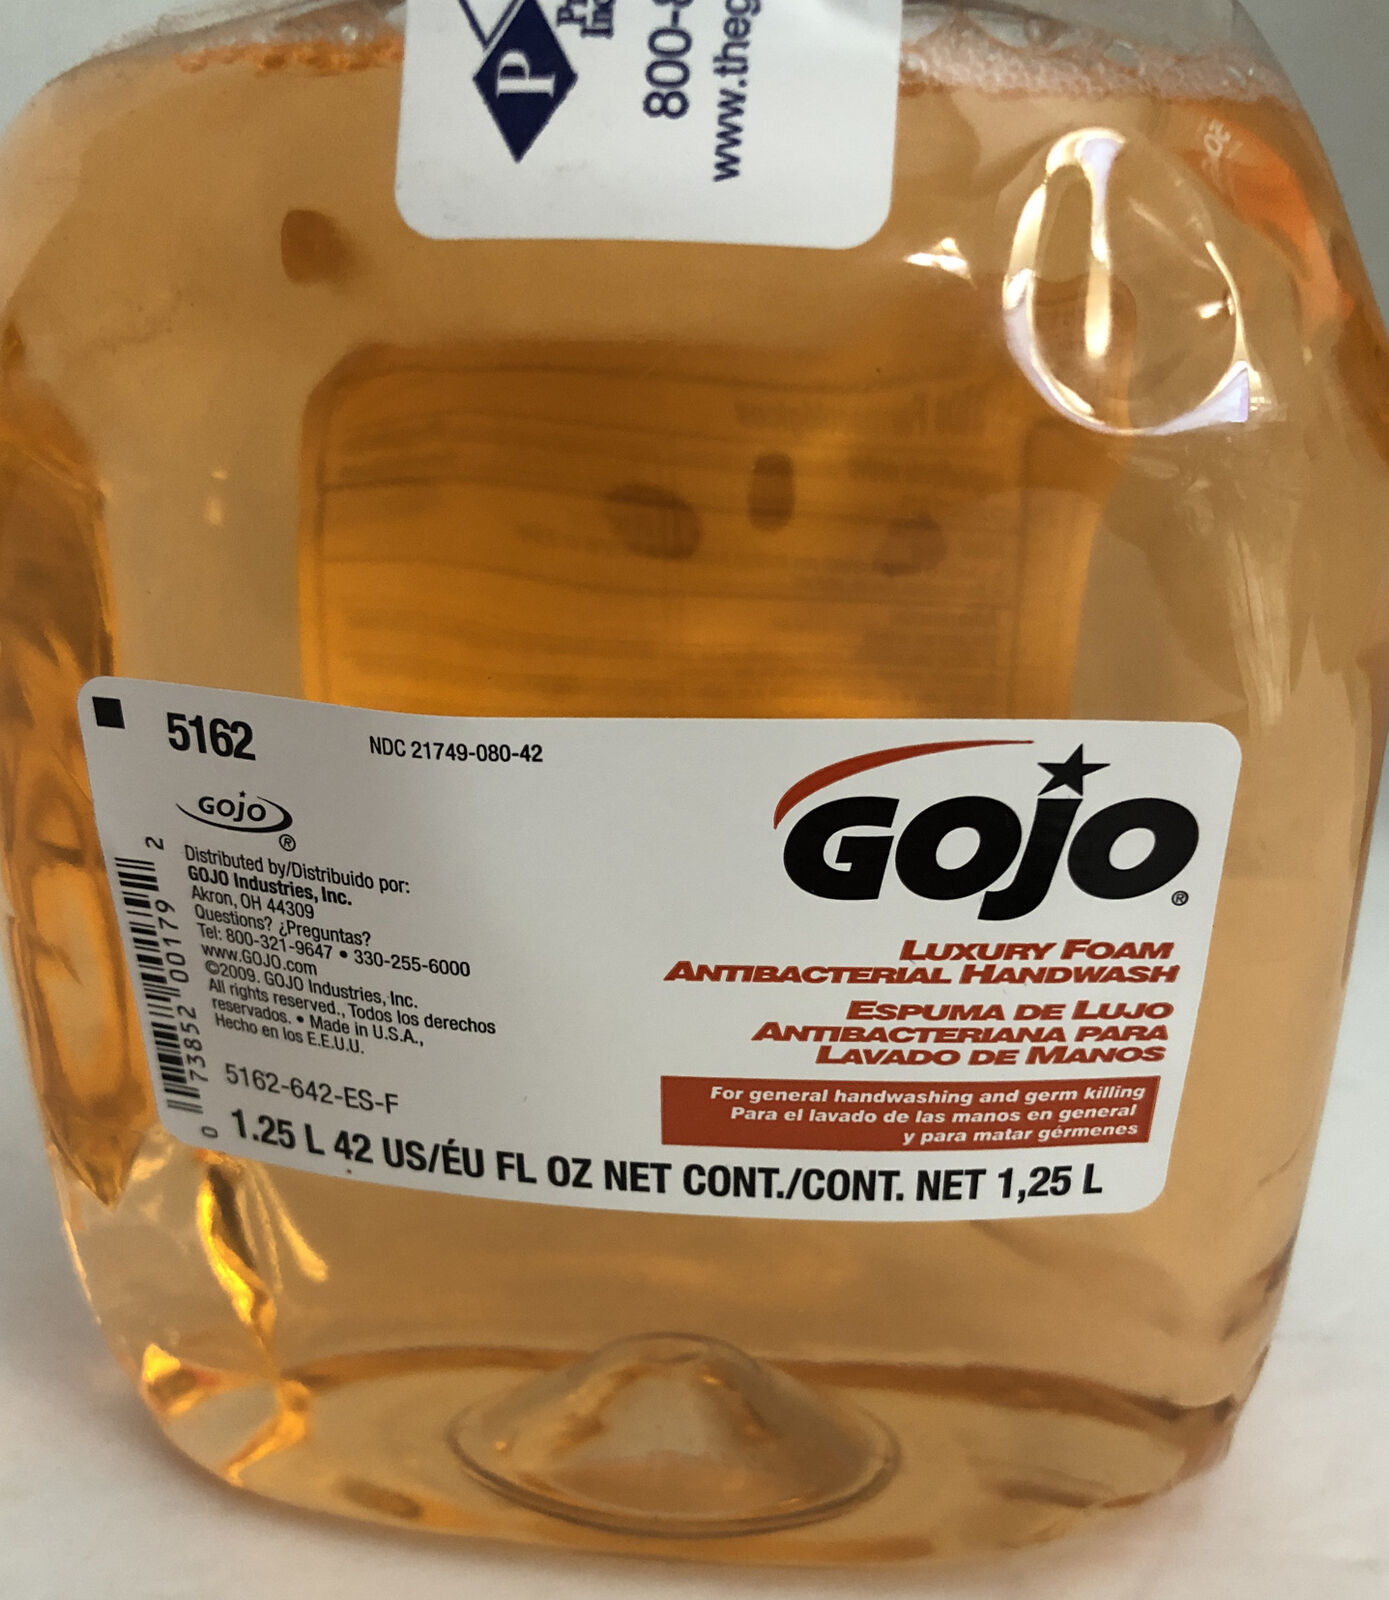 P
800-
www.theg
5162
NDC 21749-080-42
GOJO
®
Distributed by/Distribuido por:
GOJO Industries, Inc.
Akron, OH 44309
Questions? ¿Preguntas?
Tel: 800-321-9647 • 330-255-6000
www.GOJO.com
©2009. GOJO Industries, Inc.
All rights reserved., Todos los derechos
reservados. • Made in U.S.A.,
Hecho en los E.E.U.U.
5162-642-ES-F
0 73852 00179 2
GOJO®
LUXURY FOAM
ANTIBACTERIAL HANDWASH
ESPUMA DE LUJO
ANTIBACTERIANA PARA
LAVADO DE MANOS
For general handwashing and germ killing
Para el lavado de las manos en general
y para matar gérmenes
1.25 L 42 US/ÉU FL OZ NET CONT./CONT. NET 1,25 L